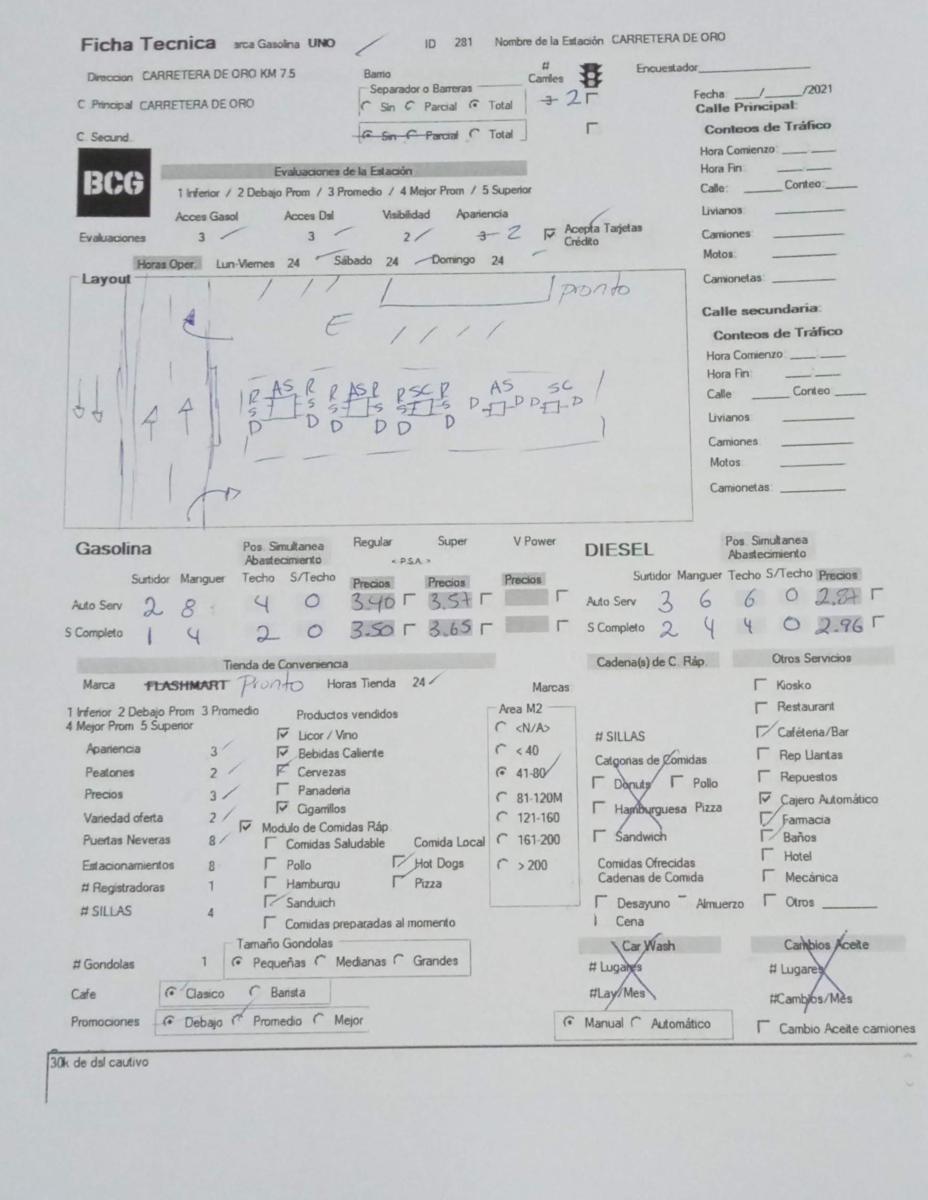 Ficha Tecnica arca Gasolina UNO ID 281 Nombre de la Estación CARRETERA DE ORO
Direccion CARRETERA DE ORO KM 7.5 Barrio # Carriles Encuestador
C Principal CARRETERA DE ORO Separador o Barreras Fecha: ___/___/2021
Sin Parcial Total 3 2 Calle Principal:
C Secund. Sin Parcial Total Conteos de Tráfico
Hora Comienzo:
BCG Evaluaciones de la Estación Hora Fin:
1 Inferior / 2 Debajo Prom / 3 Promedio / 4 Mejor Prom / 5 Superior Calle: Conteo:
Acces Gasol Acces Dsl Visibilidad Apariencia Livianos
Evaluaciones 3 3 2 3 2 Acepta Tarjetas Crédito Camiones:
Horas Oper. Lun-Viernes 24 Sábado 24 Domingo 24 Motos:
Layout Camionetas:
pronto
E
Calle secundaria:
Conteos de Tráfico
Hora Comienzo:
Hora Fin:
Calle Conteo
Livianos
Camiones
Motos
Camionetas:
R AS R R AS R R SC R AS SC
S S S S S S D D D D
D D D D D D
Gasolina Pos. Simultanea Abastecimiento Regular Super V Power DIESEL Pos. Simultanea Abastecimiento
< P.S.A. >
Surtidor Manguer Techo S/Techo Precios Precios Precios Surtidor Manguer Techo S/Techo Precios
Auto Serv 2 8 4 0 3.40 3.57 Auto Serv 3 6 6 0 2.87
S Completo 1 4 2 0 3.50 3.65 S Completo 2 4 4 0 2.96
Tienda de Conveniencia Cadena(s) de C. Ráp. Otros Servicios
Marca FLASHMART Pronto Horas Tienda 24 Marcas: Kiosko
1 Inferior 2 Debajo Prom 3 Promedio Productos vendidos Area M2 Restaurant
4 Mejor Prom 5 Superior Licor / Vino <N/A> # SILLAS Cafétería/Bar
Apariencia 3 Bebidas Caliente < 40 Catgorias de Comidas Rep Llantas
Peatones 2 Cervezas 41-80 Donuts Pollo Repuestos
Precios 3 Panaderia 81-120M Hamburguesa Pizza Cajero Automático
Variedad oferta 2 Cigarrillos 121-160 Sandwich Farmacia
Puertas Neveras 8 Modulo de Comidas Ráp. 161-200 Baños
Comidas Saludable Comida Local
Estacionamientos 8 Pollo Hot Dogs > 200 Comidas Ofrecidas Hotel
# Registradoras 1 Hamburgu Pizza Cadenas de Comida Mecánica
# SILLAS 4 Sanduich Desayuno Almuerzo Otros
Comidas preparadas al momento Cena
# Gondolas 1 Tamaño Gondolas Car Wash Cambios Aceite
Pequeñas Medianas Grandes # Lugares # Lugares
Cafe Clasico Barista #Lav/Mes #Cambios/Mes
Promociones Debajo Promedio Mejor Manual Automático Cambio Aceite camiones
30k de dsl cautivo